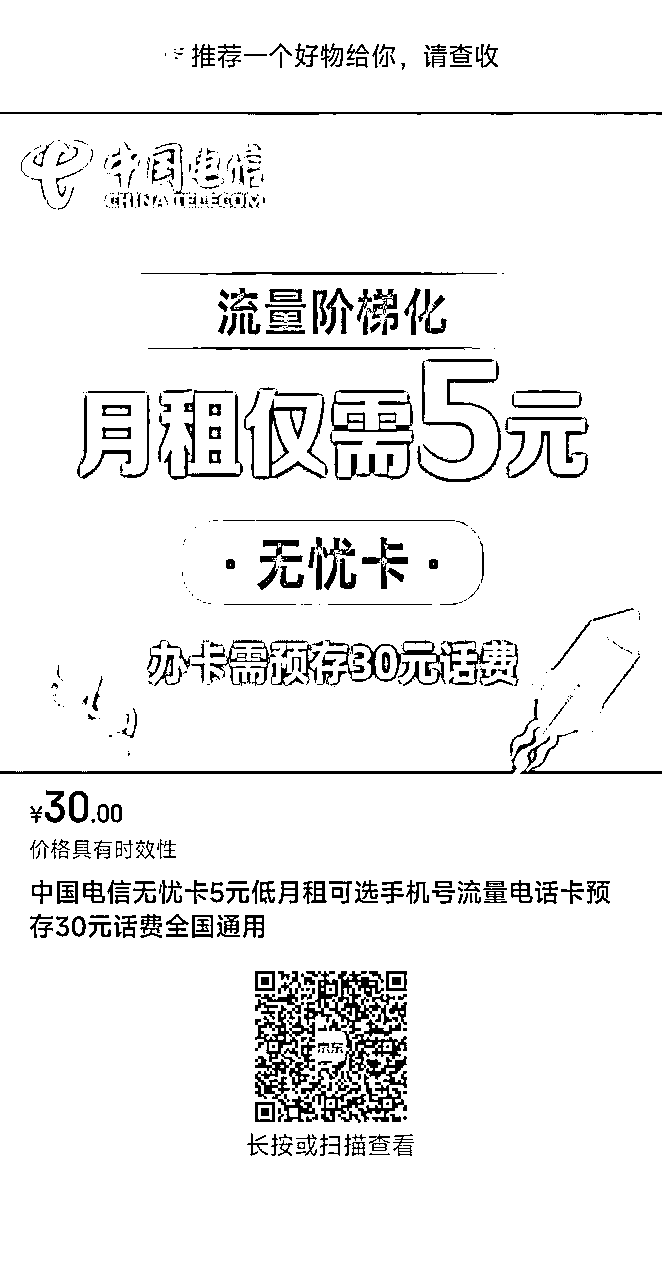 推荐一个好物给你，请查收
中国电信
CHINA TELECOM
流量阶梯化
月租仅需5元
·无忧卡·
办卡需预存30元话费
¥30.00
价格具有时效性
中国电信无忧卡5元低月租可选手机号流量电话卡预
存30元话费全国通用
京东
长按或扫描查看